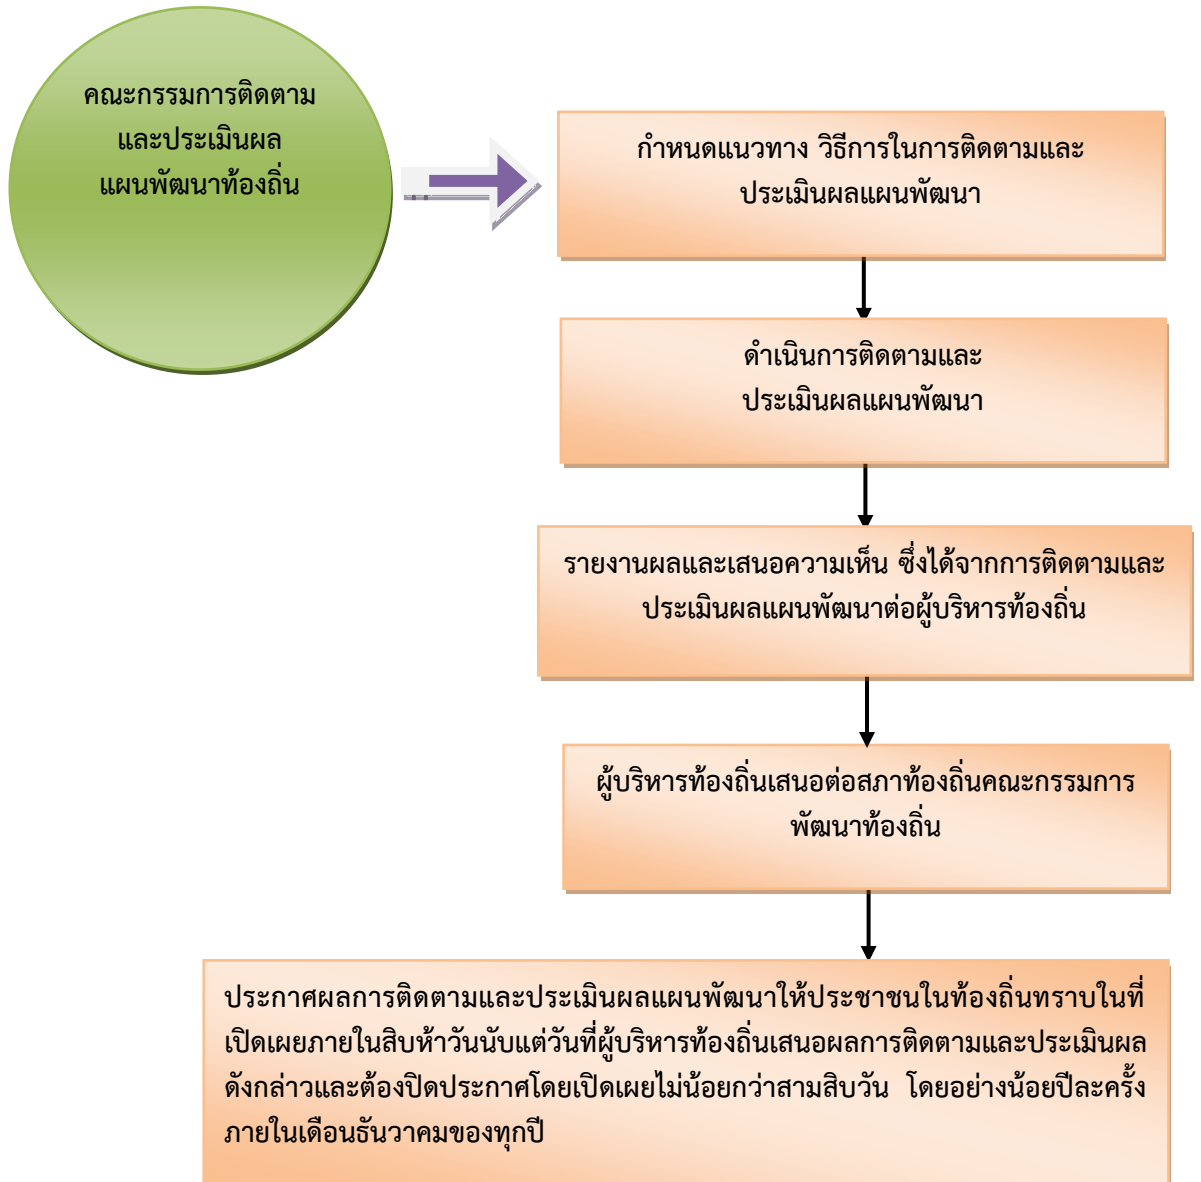 คณะกรรมการติดตาม
และประเมินผล
แผนพัฒนาท้องถิ่น
กำหนดแนวทาง วิธีการในการติดตามและ
ประเมินผลแผนพัฒนา
ดำเนินการติดตามและ
ประเมินผลแผนพัฒนา
รายงานผลและเสนอความเห็น ซึ่งได้จากการติดตามและ
ประเมินผลแผนพัฒนาต่อผู้บริหารท้องถิ่น
ผู้บริหารท้องถิ่นเสนอต่อสภาท้องถิ่นคณะกรรมการ
พัฒนาท้องถิ่น
ประกาศผลการติดตามและประเมินผลแผนพัฒนาให้ประชาชนในท้องถิ่นทราบในที่
เปิดเผยภายในสิบห้าวันนับแต่วันที่ผู้บริหารท้องถิ่นเสนอผลการติดตามและประเมินผล
ดังกล่าวและต้องปิดประกาศโดยเปิดเผยไม่น้อยกว่าสามสิบวัน โดยอย่างน้อยปีละครั้ง
ภายในเดือนธันวาคมของทุกปี